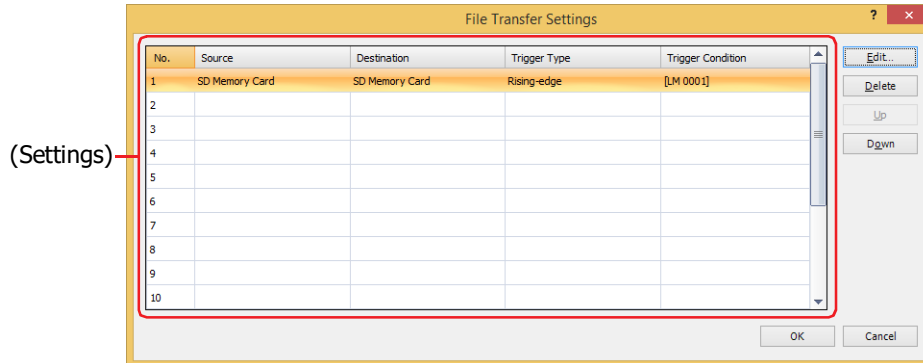 File Transfer Settings
?
×
No. Source Destination Trigger Type Trigger Condition
1 SD Memory Card SD Memory Card Rising-edge [LM 0001]
2
3
4
5
6
7
8
9
10
Edit...
Delete
Up
Down
(Settings)
OK Cancel